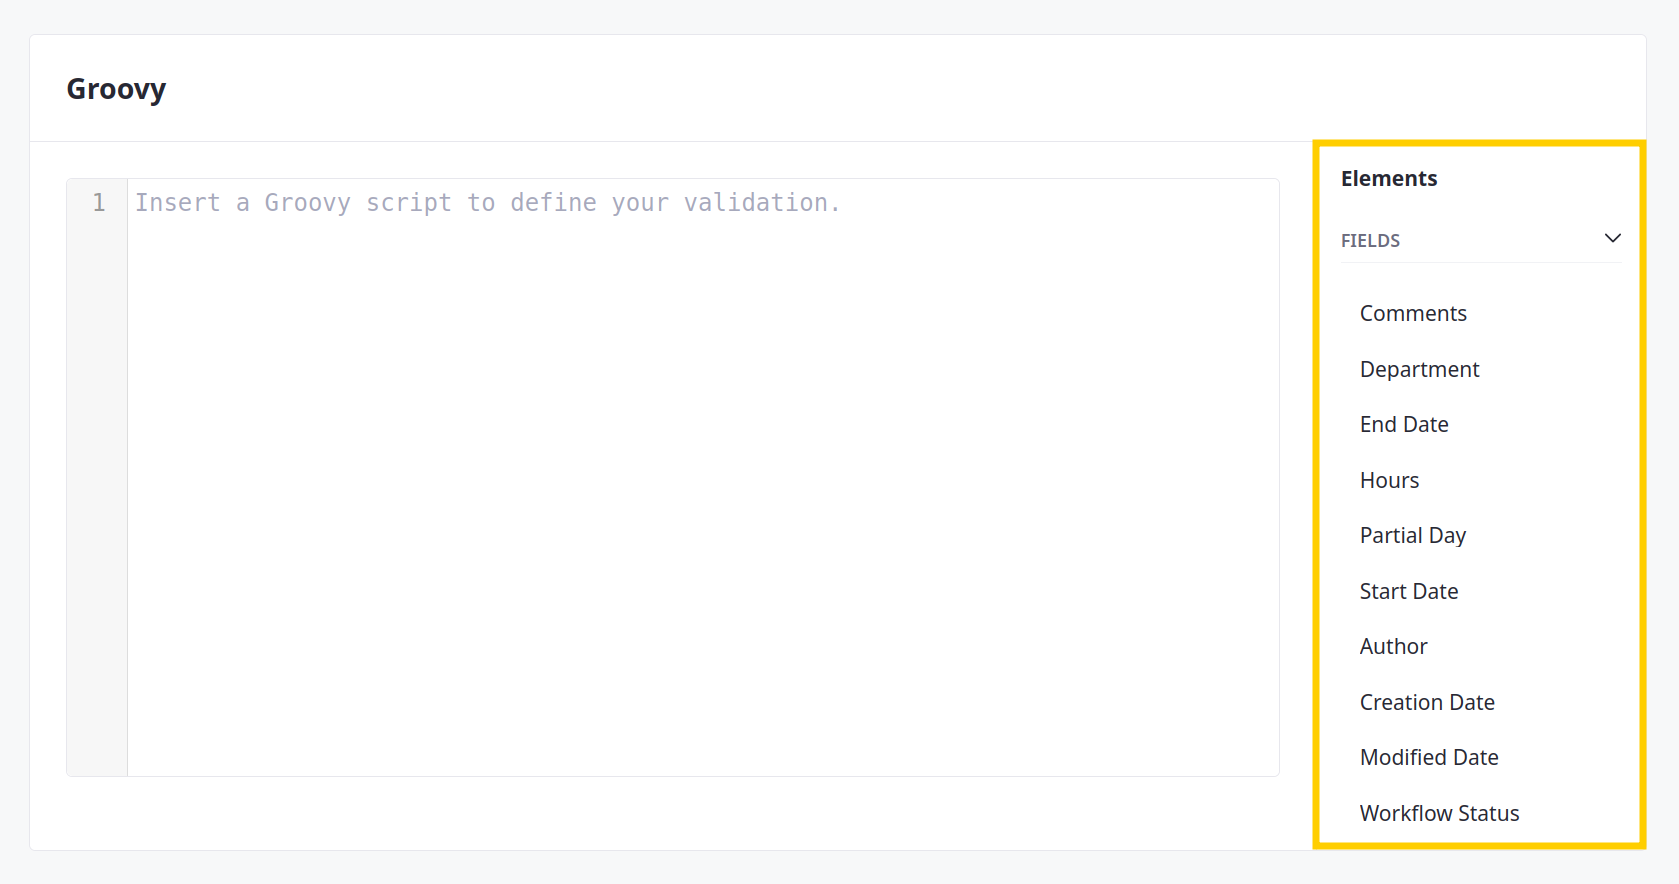 Groovy
1 Insert a Groovy script to define your validation.
Elements
FIELDS
Comments
Department
End Date
Hours
Partial Day
Start Date
Author
Creation Date
Modified Date
Workflow Status